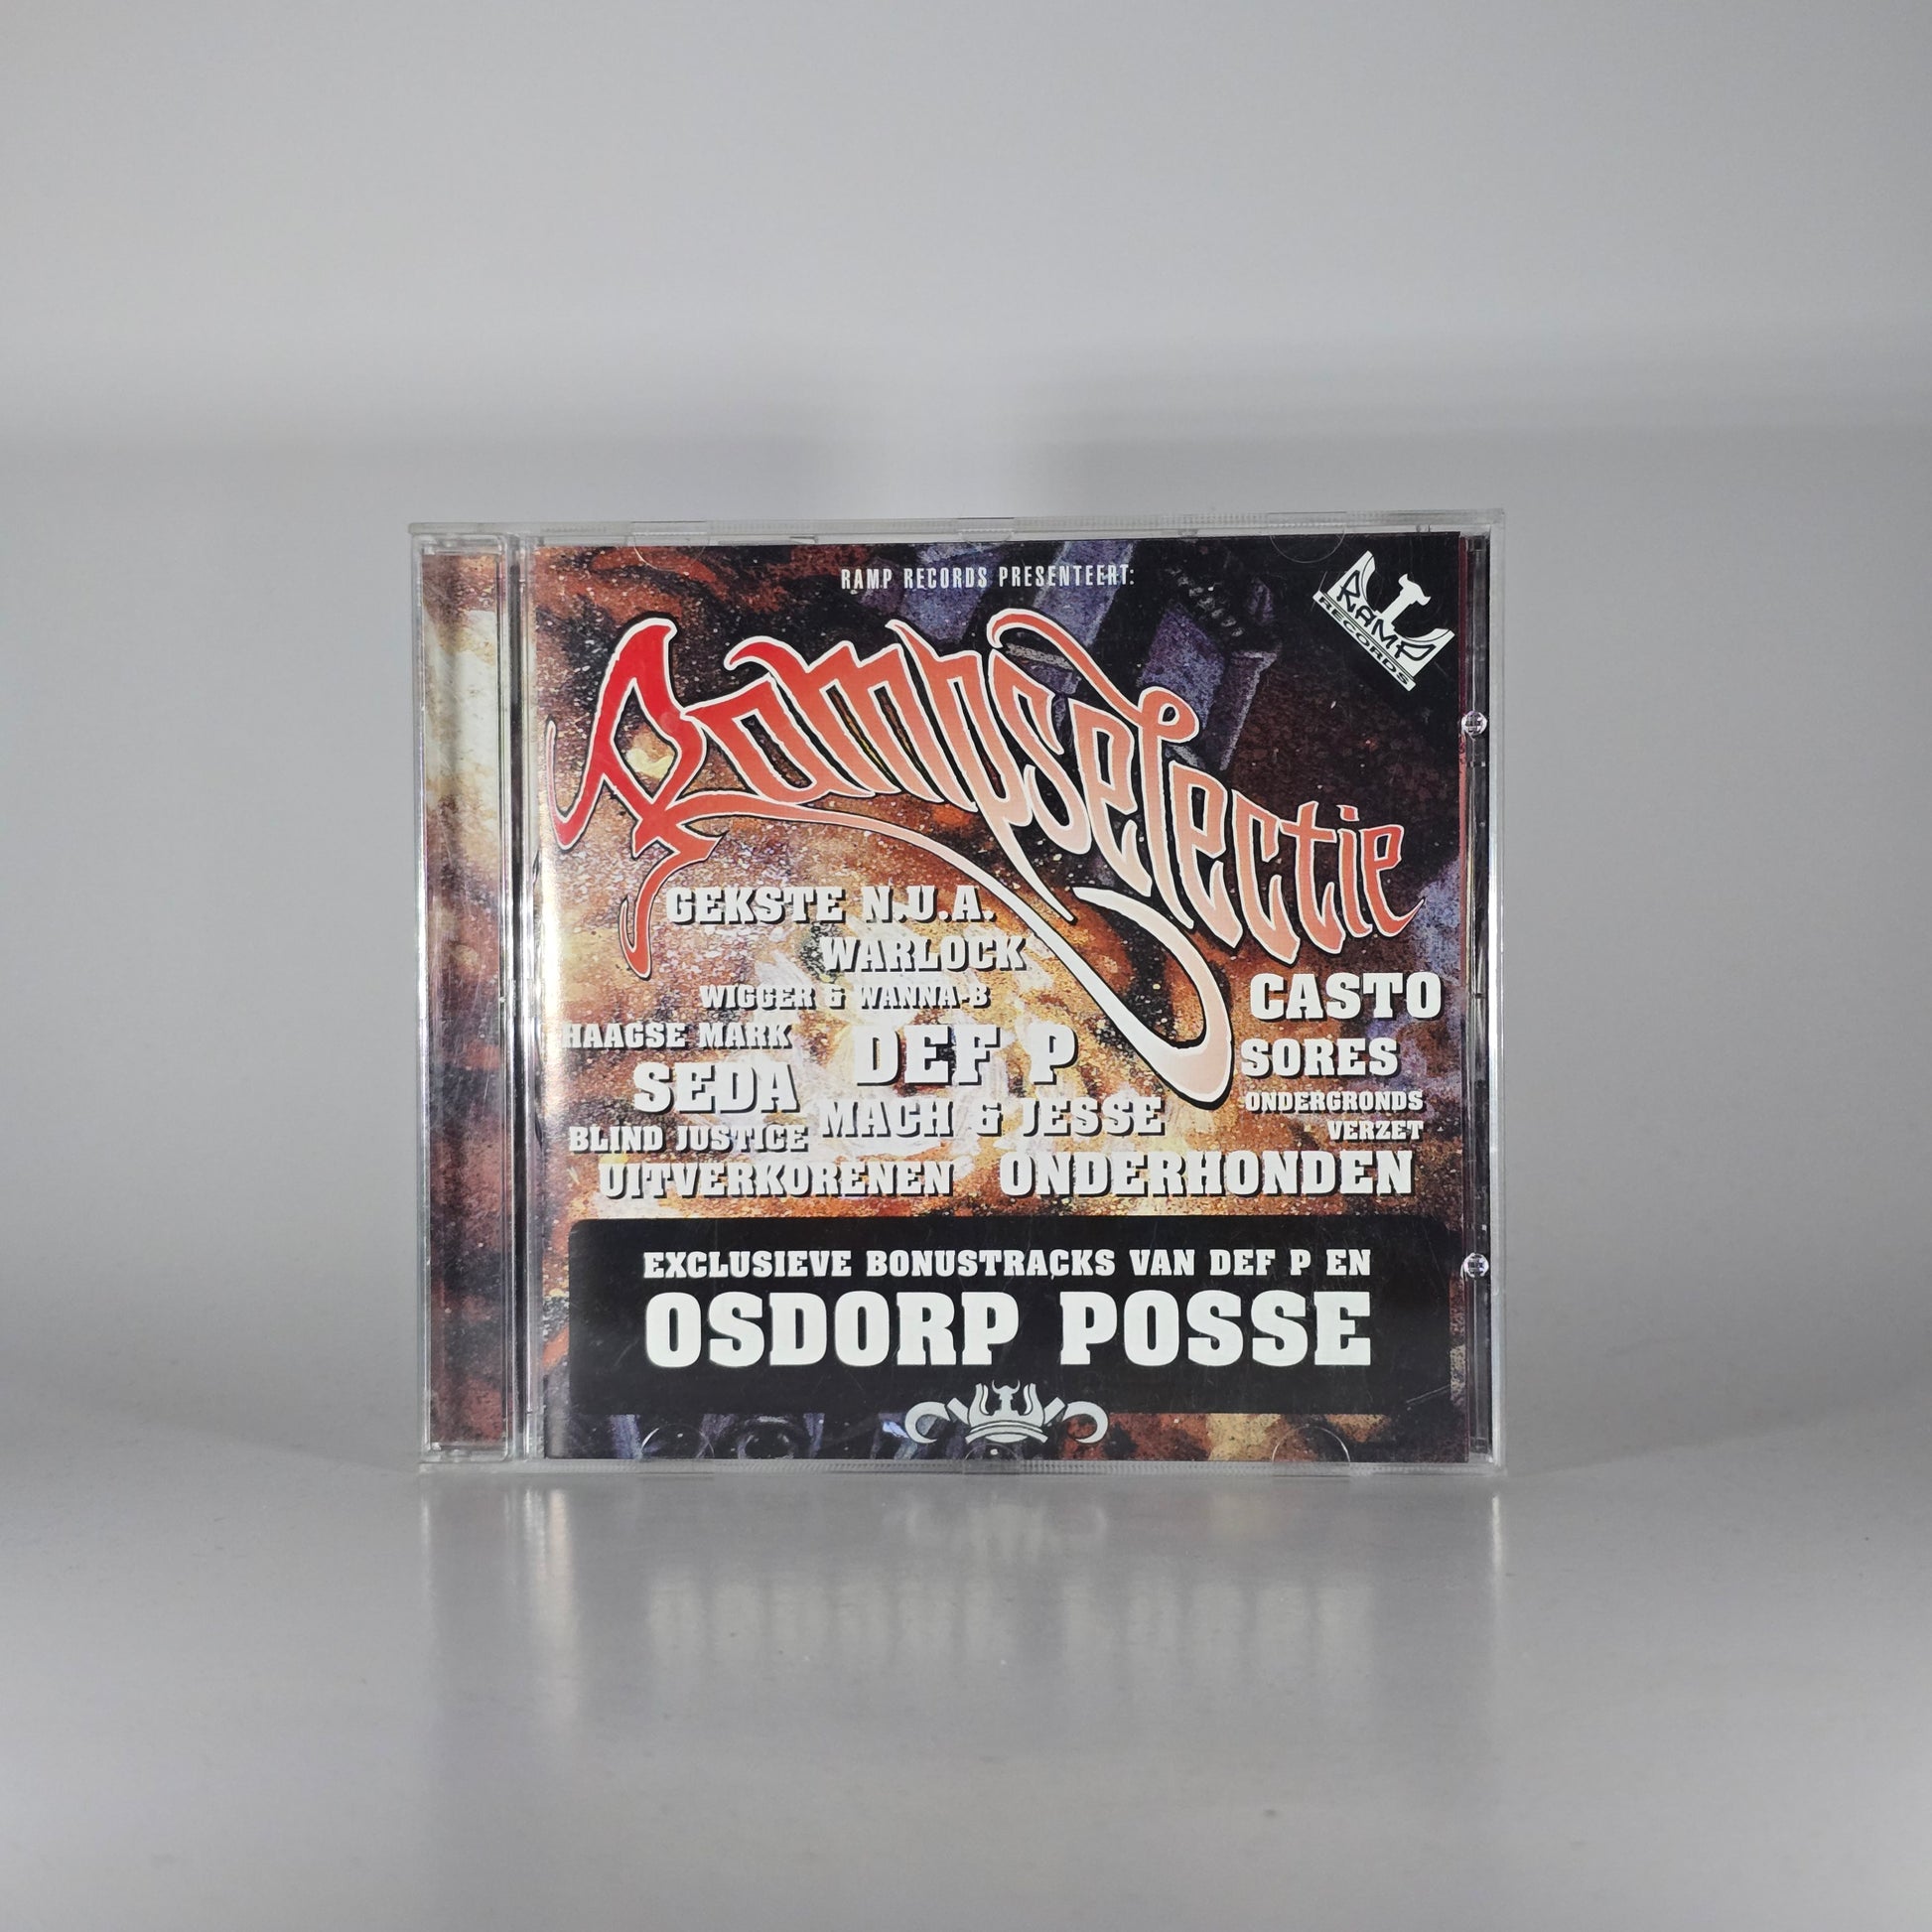 RAMP RECORDS PRESENTEERT:
RAMP
RECORDS
Rampselectie
GEKSTE N.U.A.
WARLOCK
WIGGER & WANNA-B
HAAGSE MARK
DEF P
SEDA
MACH & JESSE
BLIND JUSTICE
UITVERKORENEN
CASTO
SORES
ONDERGRONDS
VERZET
ONDERHONDEN
EXCLUSIEVE BONUSTRACKS VAN DEF P EN
OSDORP POSSE